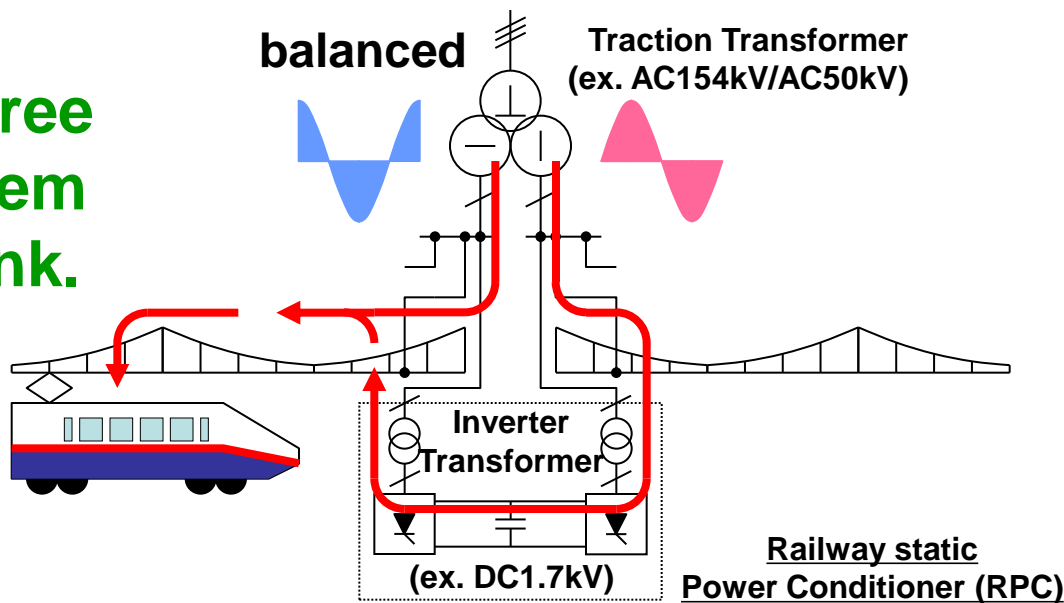 balanced
Traction Transformer
(ex. AC154kV/AC50kV)
ree
em
nk.
Inverter
Transformer
(ex. DC1.7kV)
Railway static
Power Conditioner (RPC)